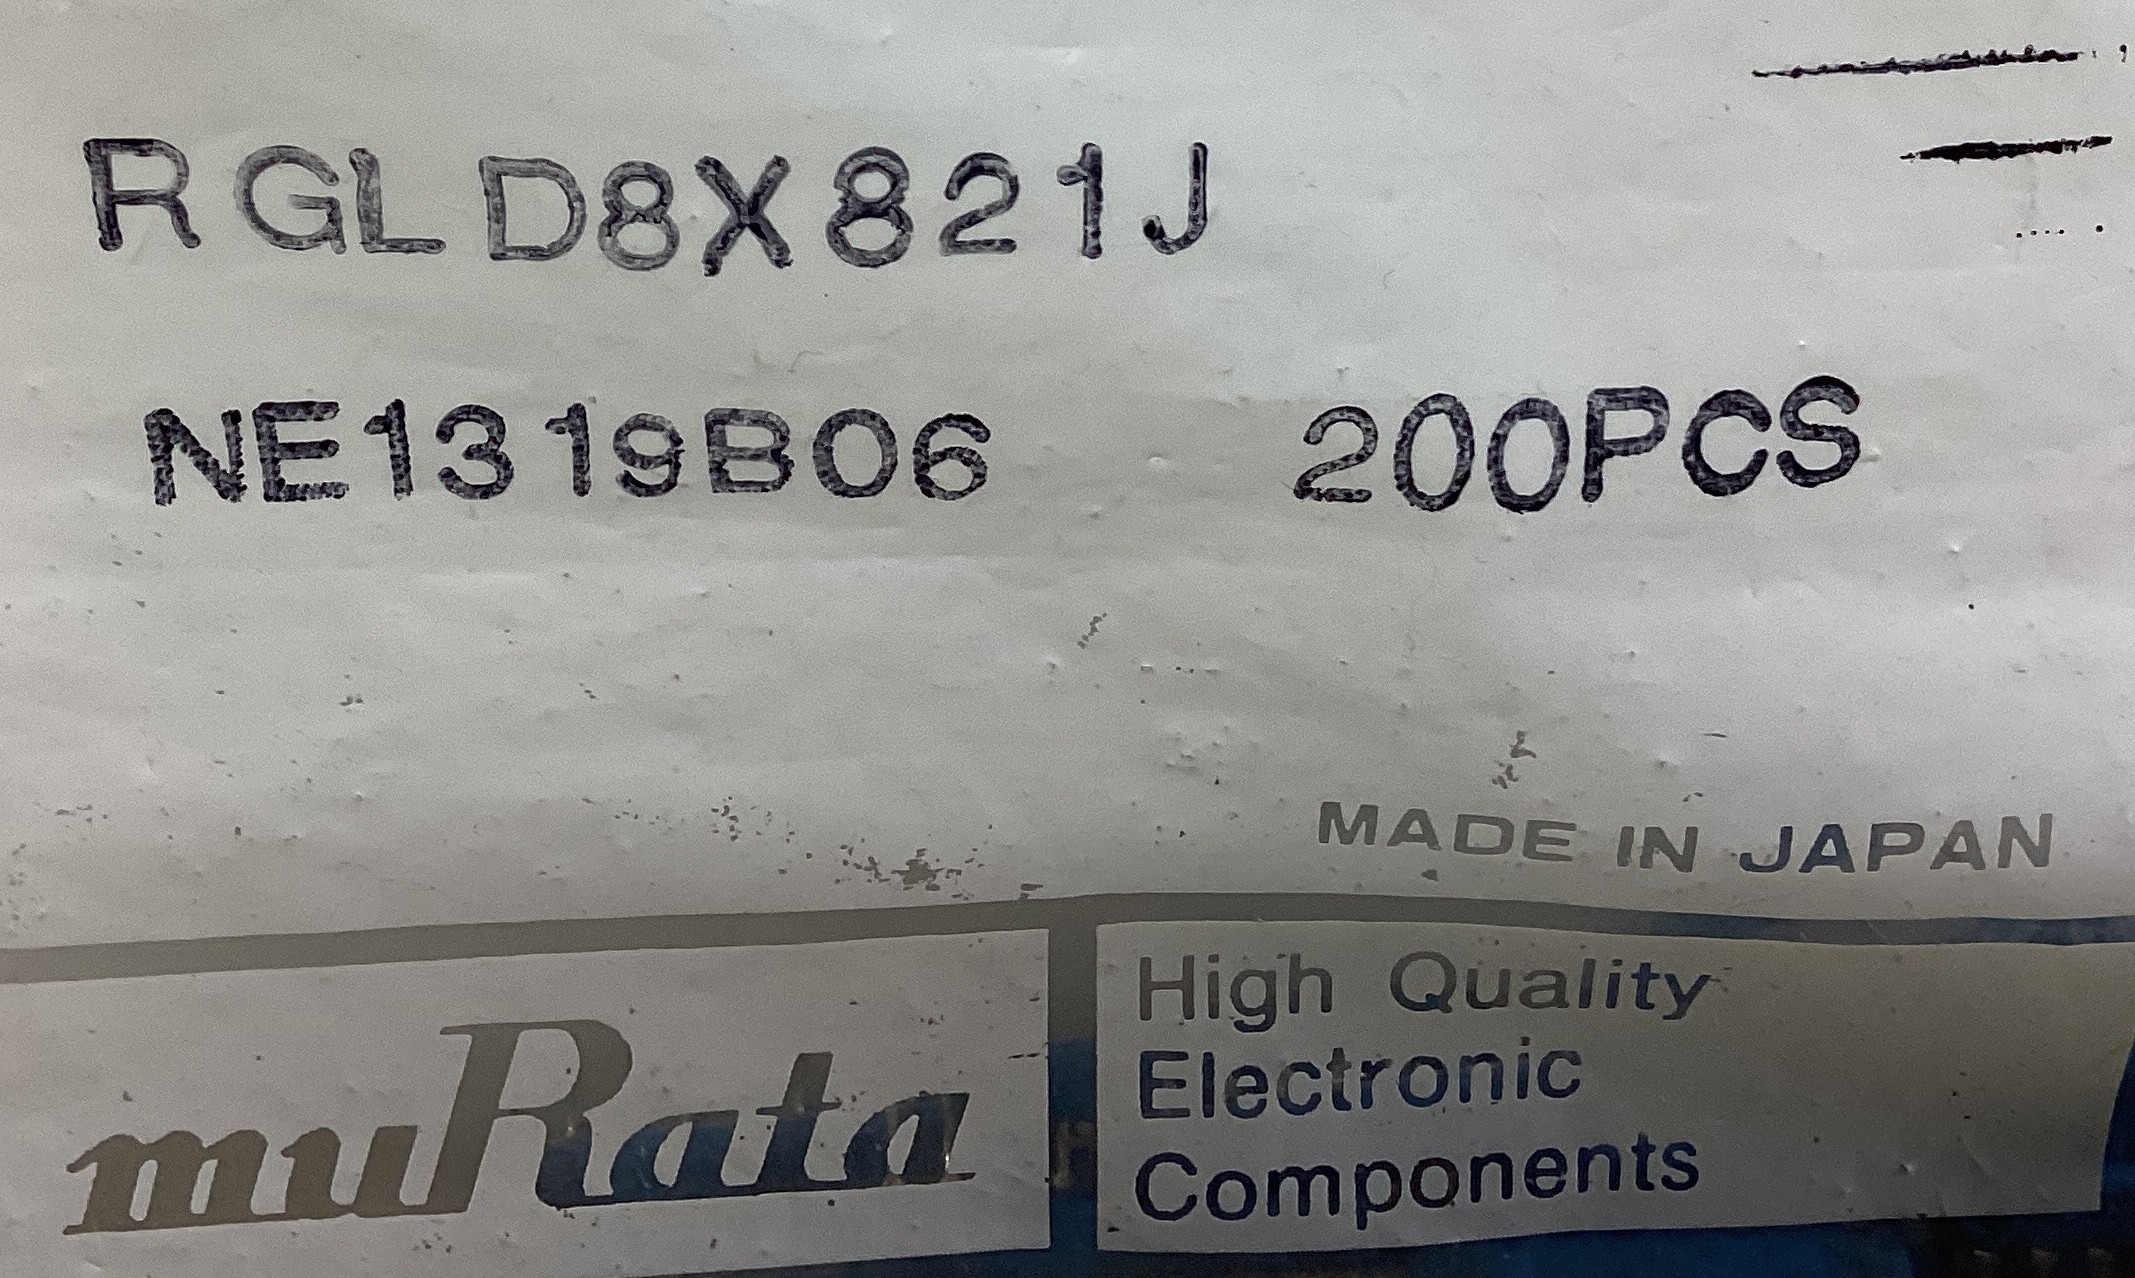 RGLD8X821J
NE1319B06 200PCS
MADE IN JAPAN
muRata
High Quality
Electronic
Components